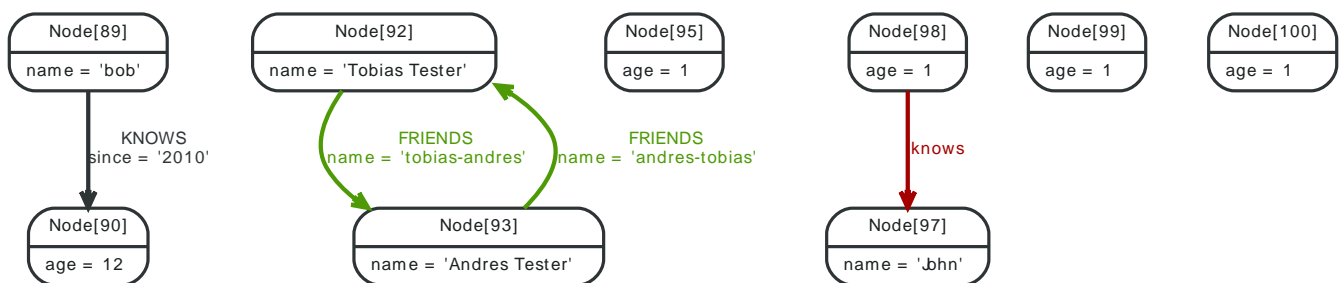 Node[89]
name = 'bob'
Node[92]
name = 'Tobias Tester'
Node[95]
age = 1
Node[98]
age = 1
Node[99]
age = 1
Node[100]
age = 1
KNOWS
since = '2010'
FRIENDS
name = 'tobias-andres'
FRIENDS
name = 'andres-tobias'
knows
Node[90]
age = 12
Node[93]
name = 'Andres Tester'
Node[97]
name = 'John'